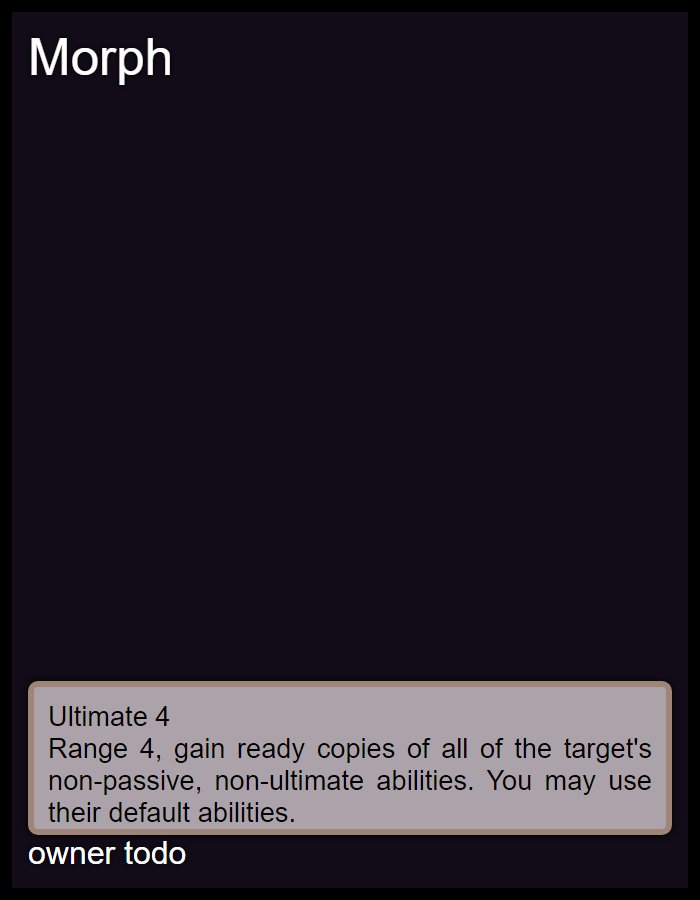 Morph
Ultimate 4
Range 4, gain ready copies of all of the target's
non-passive, non-ultimate abilities. You may use
their default abilities.
owner todo